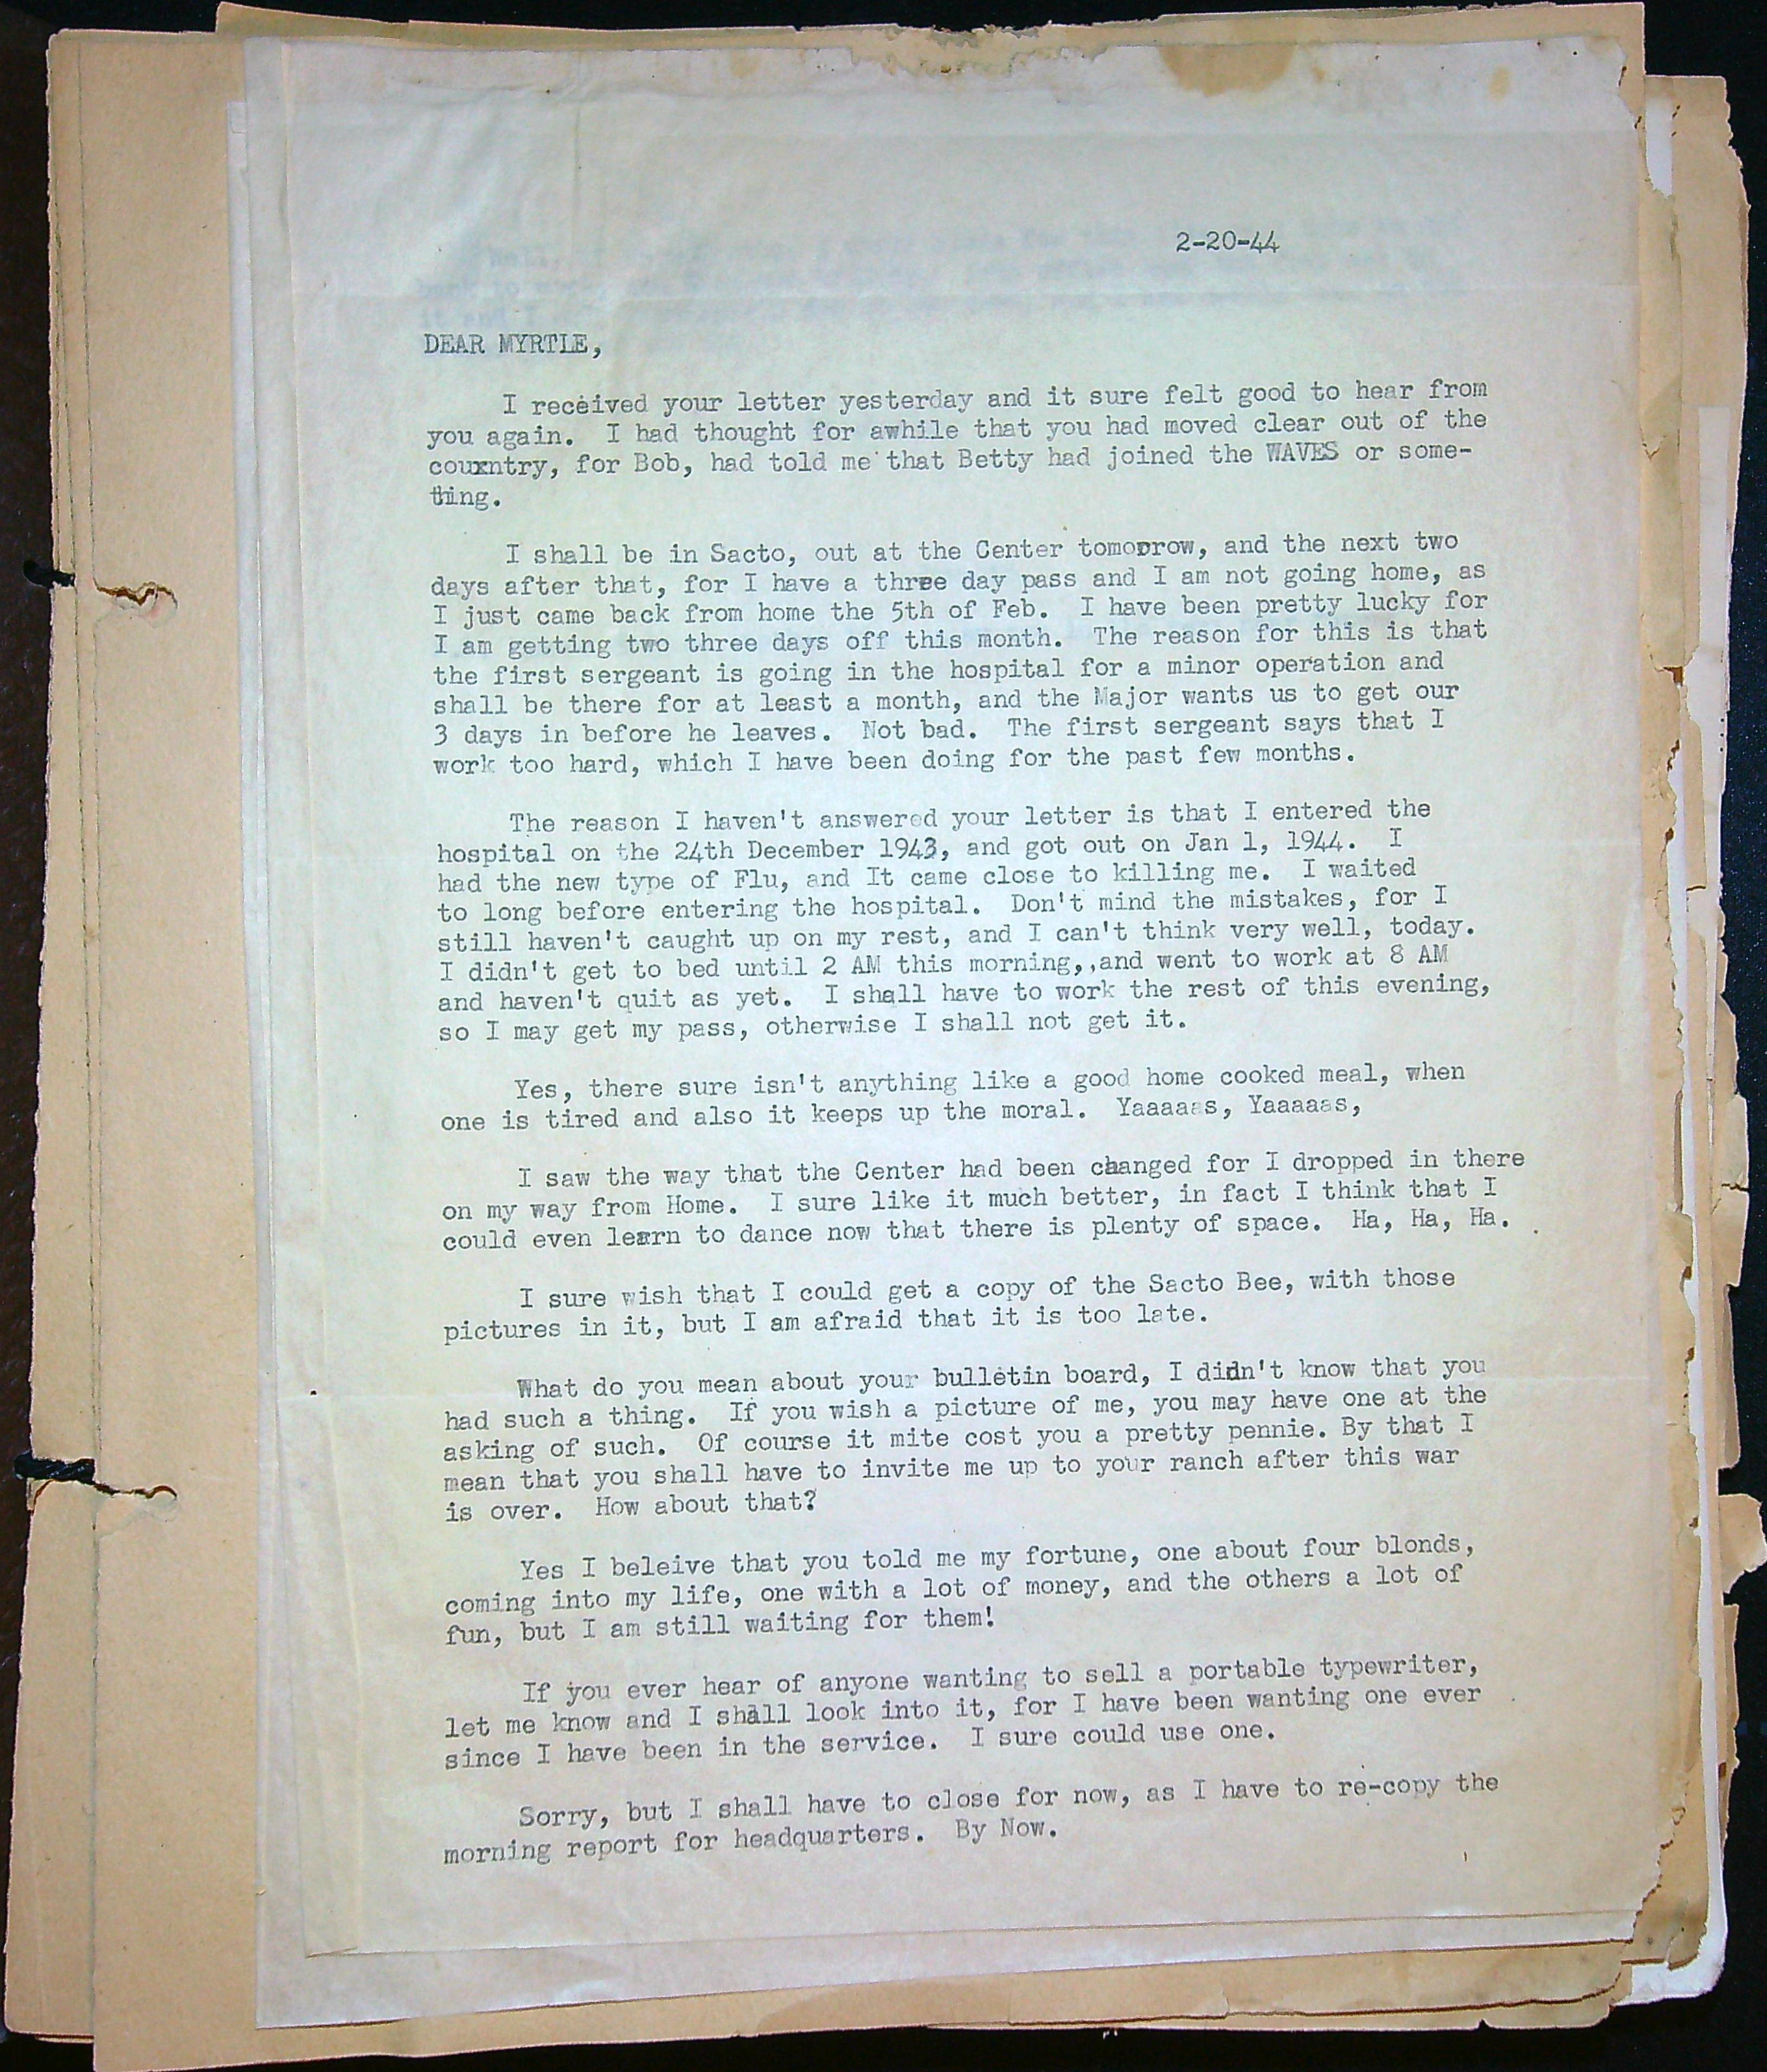 2-20-44
DEAR MYRTLE,
I received your letter yesterday and it sure felt good to hear from
you again. I had thought for awhile that you had moved clear out of the
couxntry, for Bob, had told me that Betty had joined the WAVES or some-
thing.
I shall be in Sacto, out at the Center tomorrow, and the next two
days after that, for I have a three day pass and I am not going home, as
I just came back from home the 5th of Feb. I have been pretty lucky for
I am getting two three days off this month. The reason for this is that
the first sergeant is going in the hospital for a minor operation and
shall be there for at least a month, and the Major wants us to get our
3 days in before he leaves. Not bad. The first sergeant says that I
work too hard, which I have been doing for the past few months.
The reason I haven't answered your letter is that I entered the
hospital on the 24th December 1943, and got out on Jan 1, 1944. I
had the new type of Flu, and It came close to killing me. I waited
to long before entering the hospital. Don't mind the mistakes, for I
still haven't caught up on my rest, and I can't think very well, today.
I didn't get to bed until 2 AM this morning,,and went to work at 8 AM
and haven't quit as yet. I shall have to work the rest of this evening,
so I may get my pass, otherwise I shall not get it.
Yes, there sure isn't anything like a good home cooked meal, when
one is tired and also it keeps up the moral. Yaaaaas, Yaaaaas,
I saw the way that the Center had been changed for I dropped in there
on my way from Home. I sure like it much better, in fact I think that I
could even learn to dance now that there is plenty of space. Ha, Ha, Ha.
I sure wish that I could get a copy of the Sacto Bee, with those
pictures in it, but I am afraid that it is too late.
What do you mean about your bulletin board, I didn't know that you
had such a thing. If you wish a picture of me, you may have one at the
asking of such. Of course it mite cost you a pretty pennie. By that I
mean that you shall have to invite me up to your ranch after this war
is over. How about that?
Yes I beleive that you told me my fortune, one about four blonds,
coming into my life, one with a lot of money, and the others a lot of
fun, but I am still waiting for them!
If you ever hear of anyone wanting to sell a portable typewriter,
let me know and I shall look into it, for I have been wanting one ever
since I have been in the service. I sure could use one.
Sorry, but I shall have to close for now, as I have to re-copy the
morning report for headquarters. By Now.